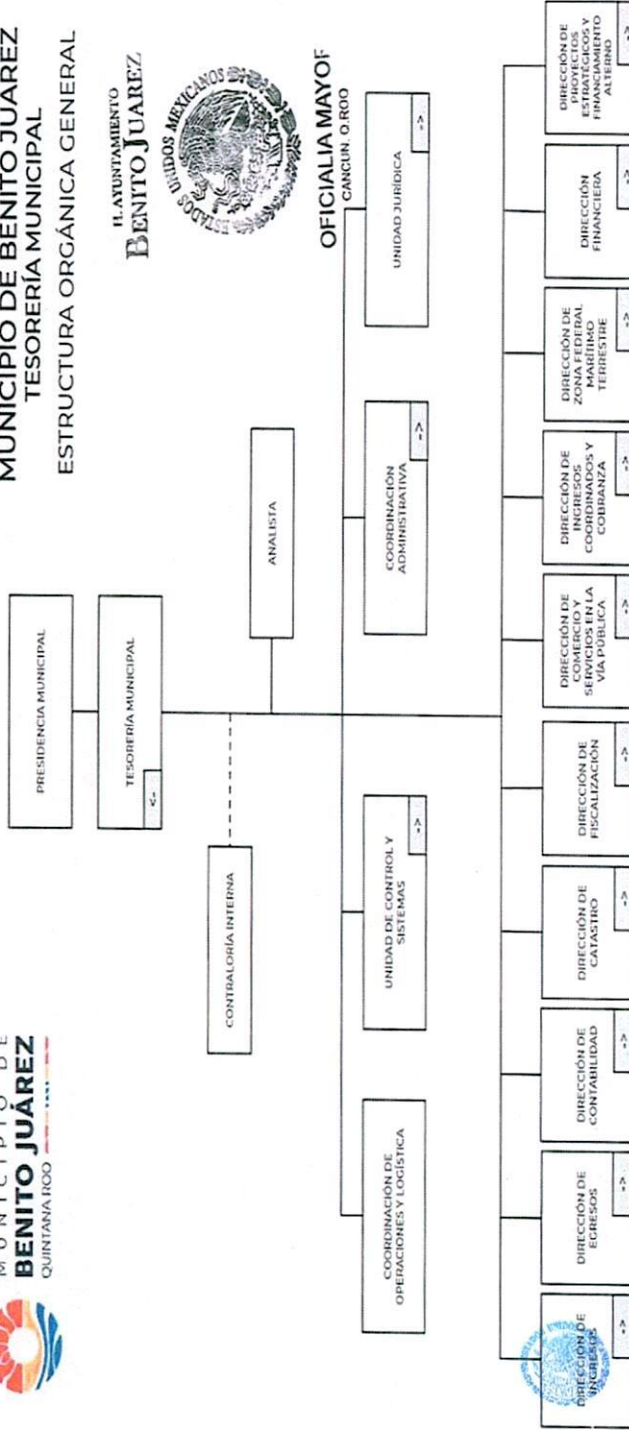 MUNICIPIO DE
BENITO JUÁREZ
QUINTANA ROO
MUNICIPIO DE BENITO JUÁREZ
TESORERÍA MUNICIPAL
ESTRUCTURA ORGÁNICA GENERAL
H. AYUNTAMIENTO
BENITO JUAREZ
ESTADOS UNIDOS MEXICANOS
OFICIALIA MAYOR
CANCUN. Q.ROO
PRESIDENCIA MUNICIPAL
TESORERÍA MUNICIPAL
<-
CONTRALORÍA INTERNA
ANALISTA
COORDINACIÓN DE
OPERACIONES Y LOGÍSTICA
UNIDAD DE CONTROL Y
SISTEMAS
->
COORDINACIÓN
ADMINISTRATIVA
->
UNIDAD JURÍDICA
->
DIRECCIÓN DE
INGRESOS
->
DIRECCIÓN DE
EGRESOS
->
DIRECCIÓN DE
CONTABILIDAD
->
DIRECCIÓN DE
CATASTRO
->
DIRECCIÓN DE
FISCALIZACIÓN
->
DIRECCIÓN DE
COMERCIO Y
SERVICIOS EN LA
VÍA PÚBLICA
->
DIRECCIÓN DE
INGRESOS
COORDINADOS Y
COBRANZA
->
DIRECCIÓN DE
ZONA FEDERAL
MARÍTIMO
TERRESTRE
->
DIRECCIÓN
FINANCIERA
->
DIRECCIÓN DE
PROYECTOS
ESTRATÉGICOS Y
FINANCIAMIENTO
ALTERNO
->